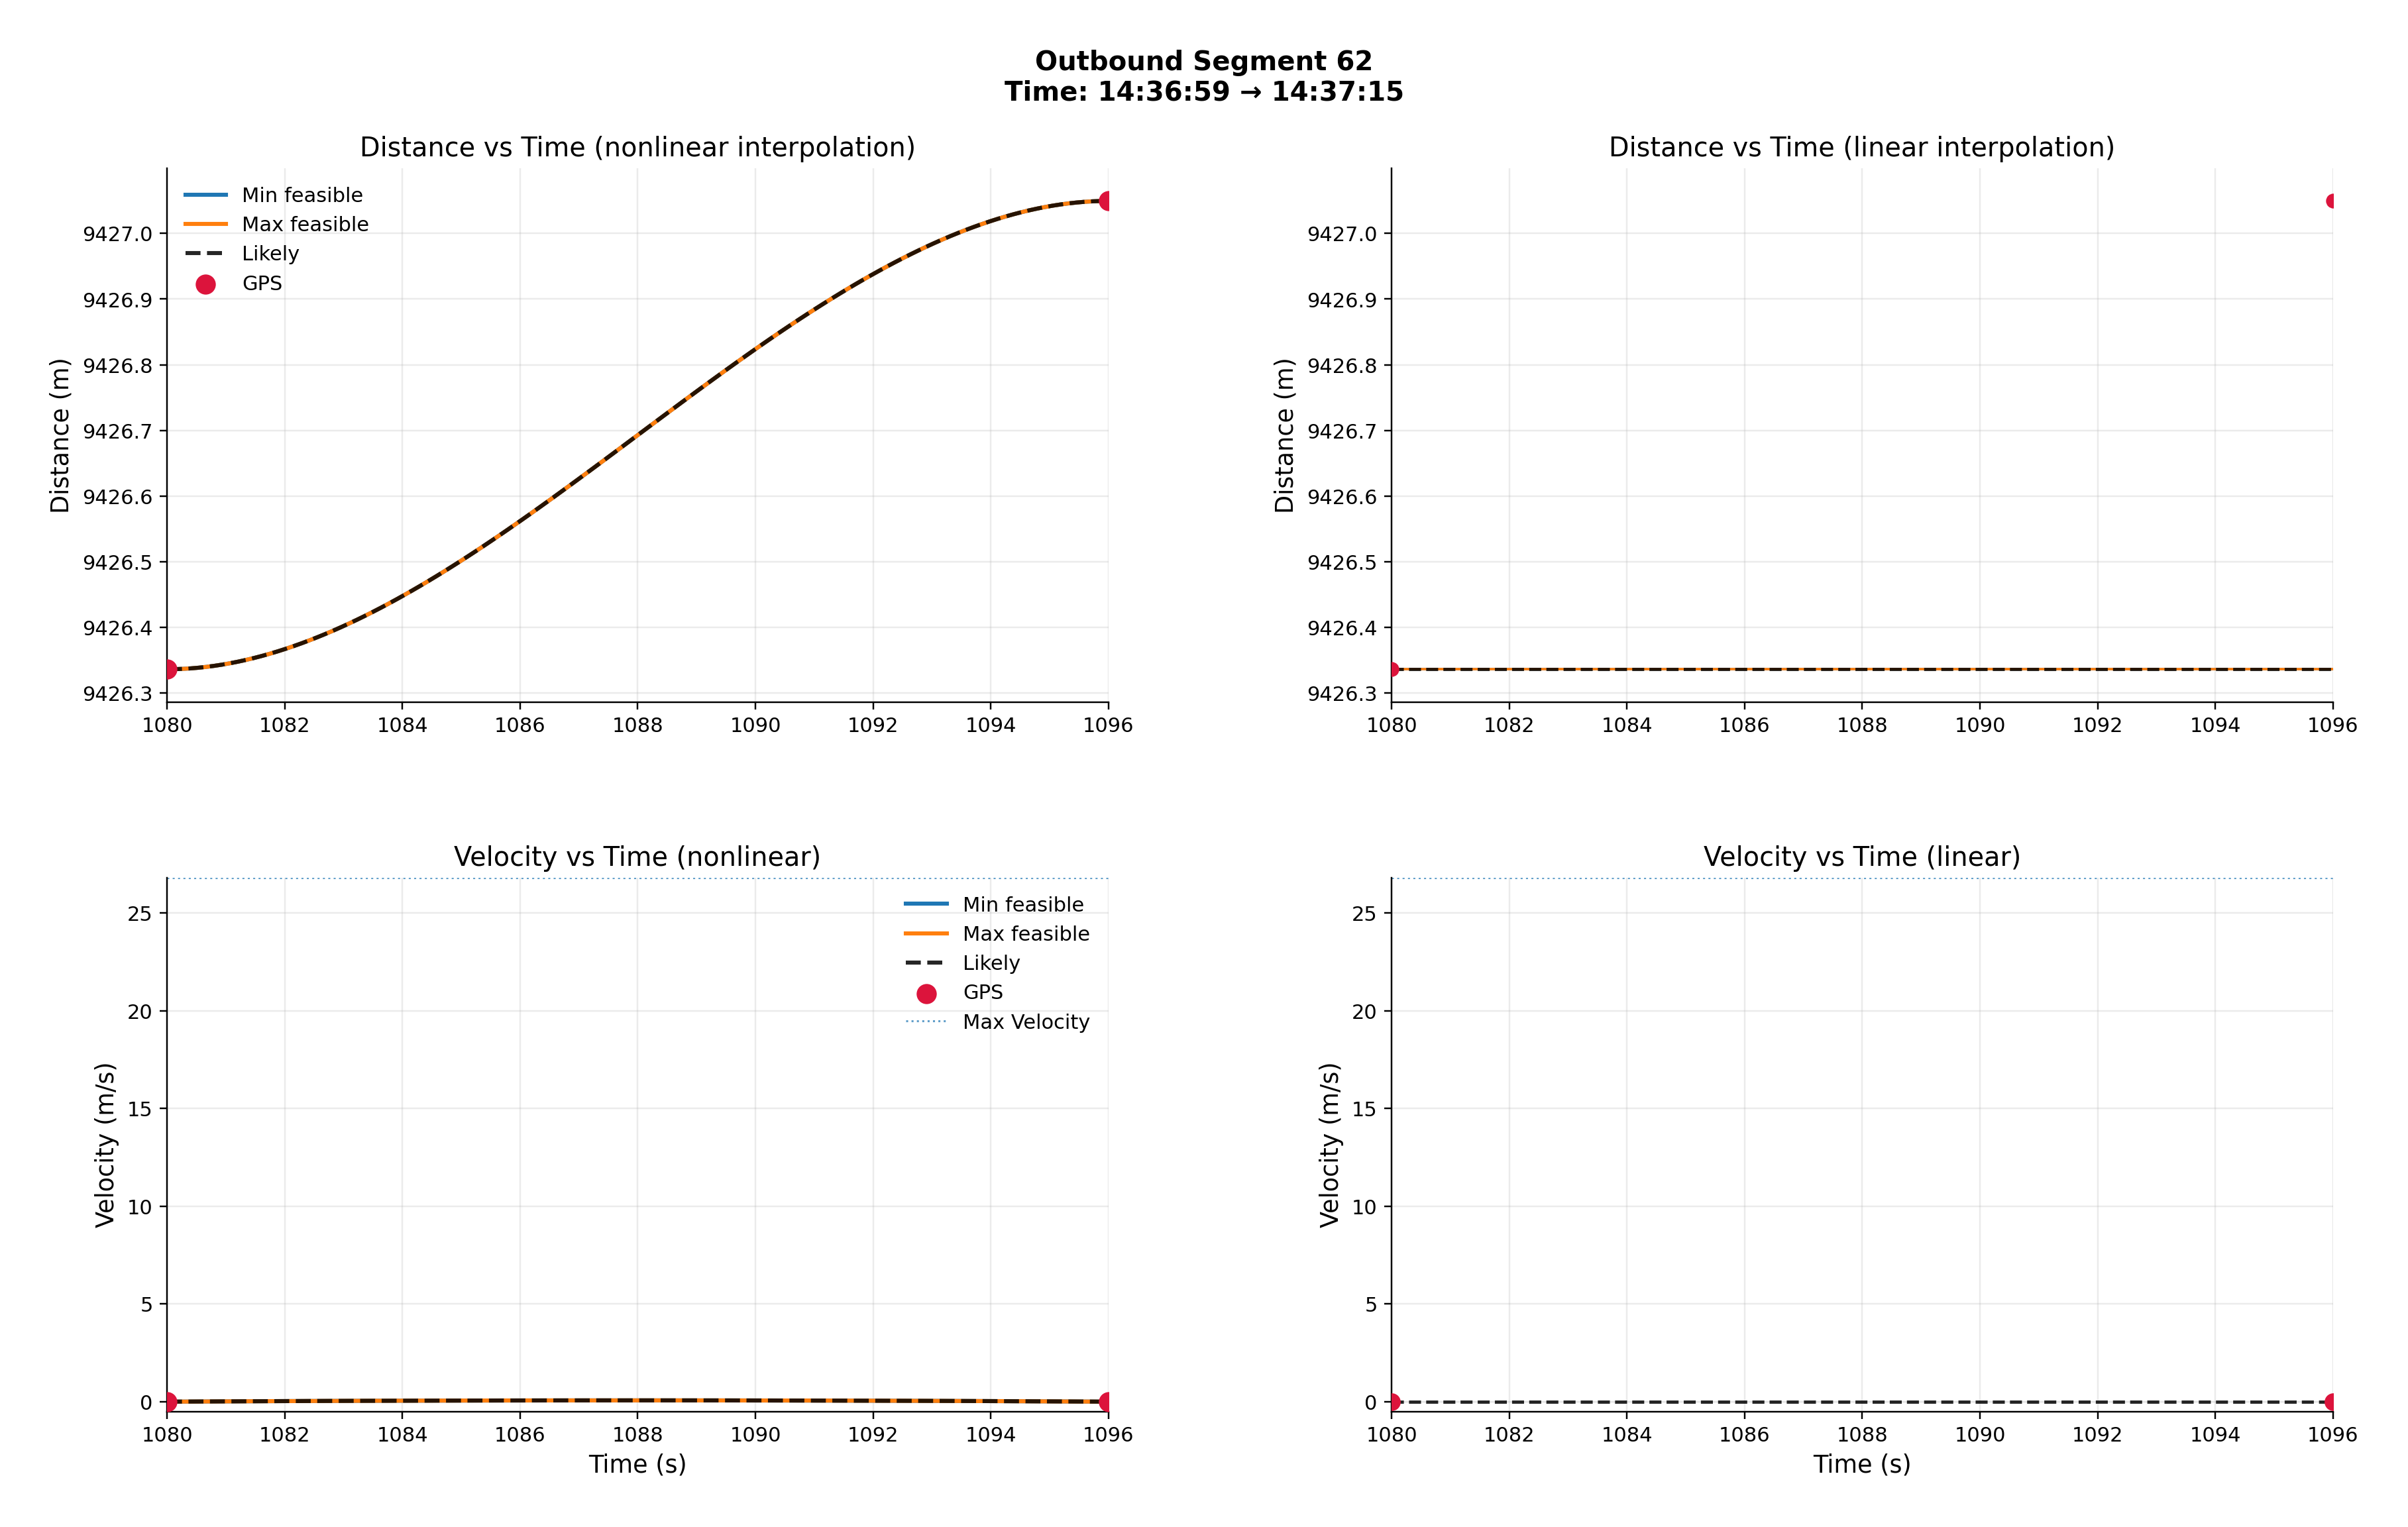 Outbound Segment 62
Time: 14:36:59 → 14:37:15
Distance vs Time (nonlinear interpolation)
Min feasible
Max feasible
Likely
GPS
Distance (m)
9427.0
9426.9
9426.8
9426.7
9426.6
9426.5
9426.4
9426.3
1080 1082 1084 1086 1088 1090 1092 1094 1096
Distance vs Time (linear interpolation)
Distance (m)
9427.0
9426.9
9426.8
9426.7
9426.6
9426.5
9426.4
9426.3
1080 1082 1084 1086 1088 1090 1092 1094 1096
Velocity vs Time (nonlinear)
Min feasible
Max feasible
Likely
GPS
Max Velocity
Velocity (m/s)
25
20
15
10
5
0
1080 1082 1084 1086 1088 1090 1092 1094 1096
Time (s)
Velocity vs Time (linear)
Velocity (m/s)
25
20
15
10
5
0
1080 1082 1084 1086 1088 1090 1092 1094 1096
Time (s)